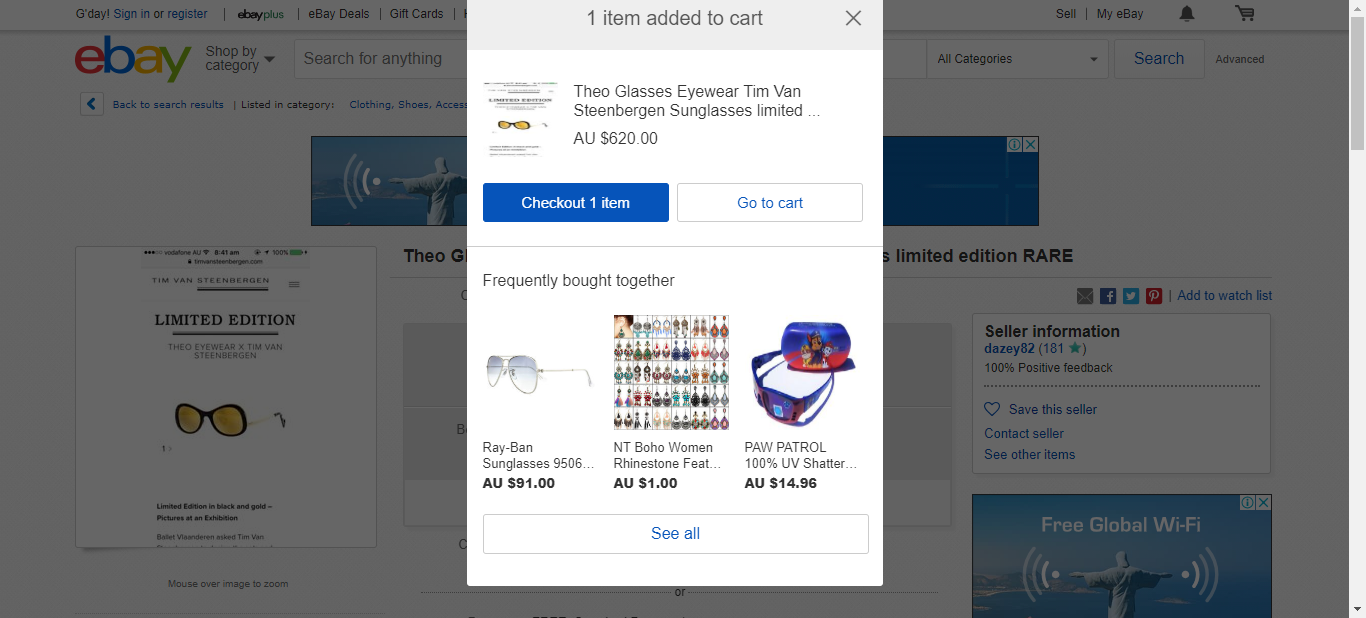 G'day! Sign in or register
ebayplus
eBay Deals
Gift Cards
Sell
My eBay
1 item added to cart
ebay
Shop by
category
Search for anything
All Categories
Search
Advanced
Back to search results
Listed in category:
Clothing, Shoes, Access
Theo Glasses Eyewear Tim Van
Steenbergen Sunglasses limited ...
AU $620.00
Checkout 1 item
Go to cart
vodafone AU 8:41 am 100%
timvansteenbergen.com
TIM VAN STEENBERGEN
LIMITED EDITION
THEO EYEWEAR X TIM VAN
STEENBERGEN
1 >
Limited Edition in black and gold –
Pictures at an Exhibition
Balet Vlaanderen asked Tim Van
Mouse over image to zoom
Theo Gl
s limited edition RARE
Add to watch list
Seller information
dazey82 (181 ★)
100% Positive feedback
Save this seller
Contact seller
See other items
Frequently bought together
Ray-Ban
Sunglasses 9506...
AU $91.00
NT Boho Women
Rhinestone Feat...
AU $1.00
PAW PATROL
100% UV Shatter...
AU $14.96
See all
or
Free Global Wi-Fi